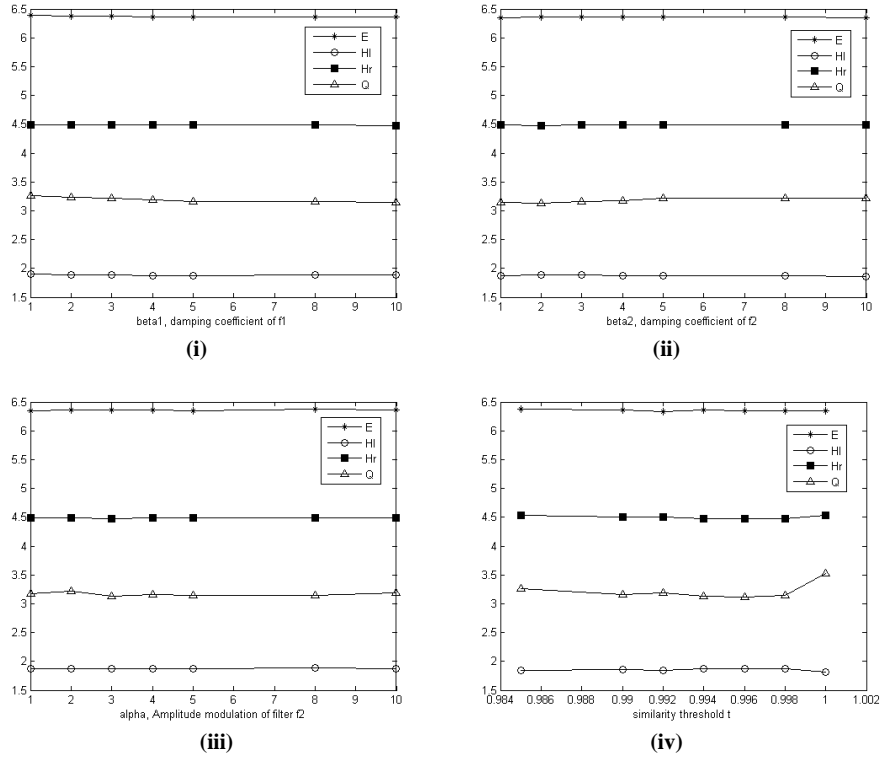 6.5
6
5.5
5
4.5
4
3.5
3
2.5
2
1.5
E
Hl
Hr
Q
1 2 3 4 5 6 7 8 9 10
beta1, damping coefficient of f1
(i)
6.5
6
5.5
5
4.5
4
3.5
3
2.5
2
1.5
E
Hl
Hr
Q
1 2 3 4 5 6 7 8 9 10
beta2, damping coefficient of f2
(ii)
6.5
6
5.5
5
4.5
4
3.5
3
2.5
2
1.5
E
Hl
Hr
Q
1 2 3 4 5 6 7 8 9 10
alpha, Amplitude modulation of filter f2
(iii)
6.5
6
5.5
5
4.5
4
3.5
3
2.5
2
1.5
E
Hl
Hr
Q
0.984 0.986 0.988 0.99 0.992 0.994 0.996 0.998 1 1.002
similarity threshold t
(iv)